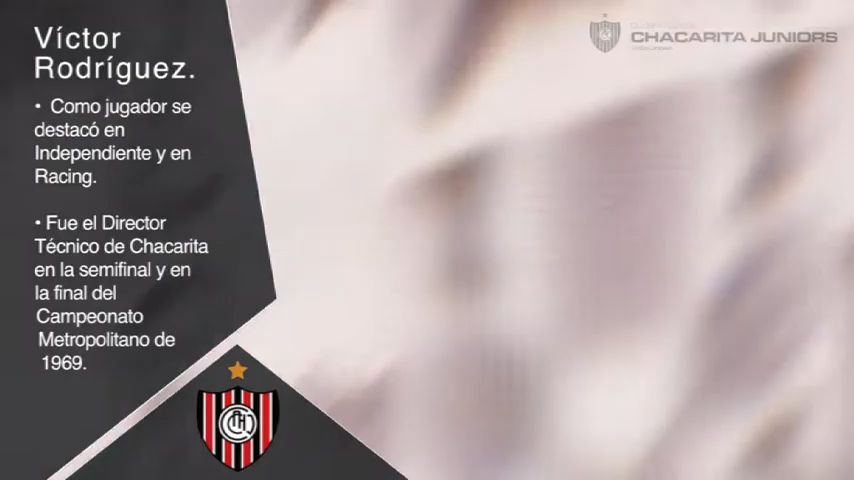 Víctor
Rodríguez.
• Como jugador se
destacó en
Independiente y en
Racing.
• Fue el Director
Técnico de Chacarita
en la semifinal y en
la final del
Campeonato
Metropolitano de
1969.
CHACARITA JUNIORS